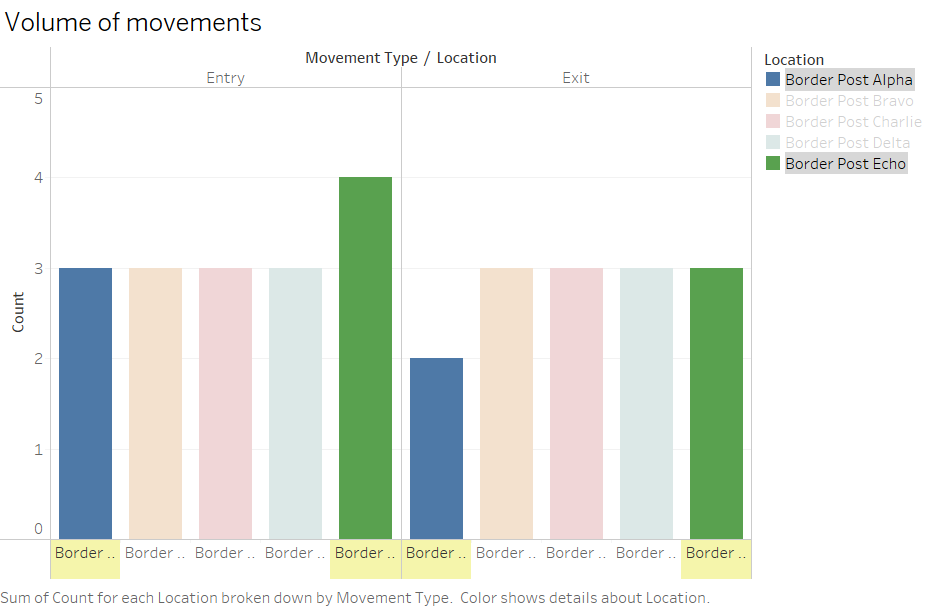 Volume of movements
Movement Type / Location
Entry
Exit
Location
Border Post Alpha
Border Post Bravo
Border Post Charlie
Border Post Delta
Border Post Echo
5
4
3
2
1
0
Count
Border .. Border .. Border .. Border .. Border .. Border .. Border .. Border .. Border .. Border ..
Sum of Count for each Location broken down by Movement Type. Color shows details about Location.